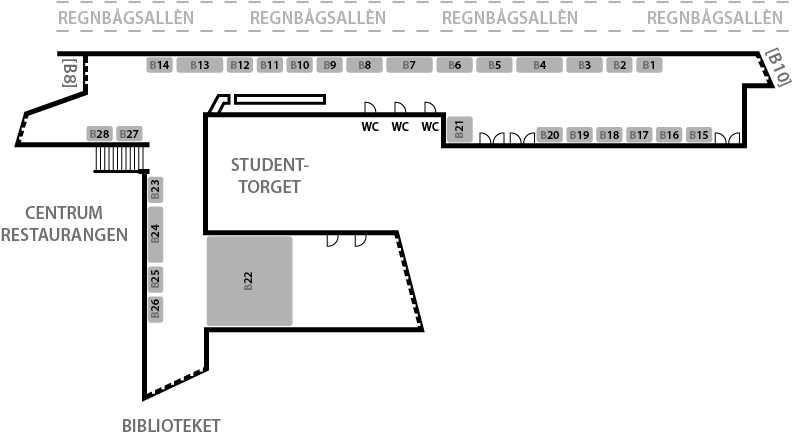 REGNBÅGSALLÈN REGNBÅGSALLÈN REGNBÅGSALLÈN REGNBÅGSALLÈN
[B8]
B14 B13 B12 B11 B10 B9 B8 B7 B6 B5 B4 B3 B2 B1
[B10]
WC WC WC
B21
B28 B27
B20 B19 B18 B17 B16 B15
STUDENT-
TORGET
B23
CENTRUM
RESTAURANGEN
B24
B25
B26
B22
BIBLIOTEKET